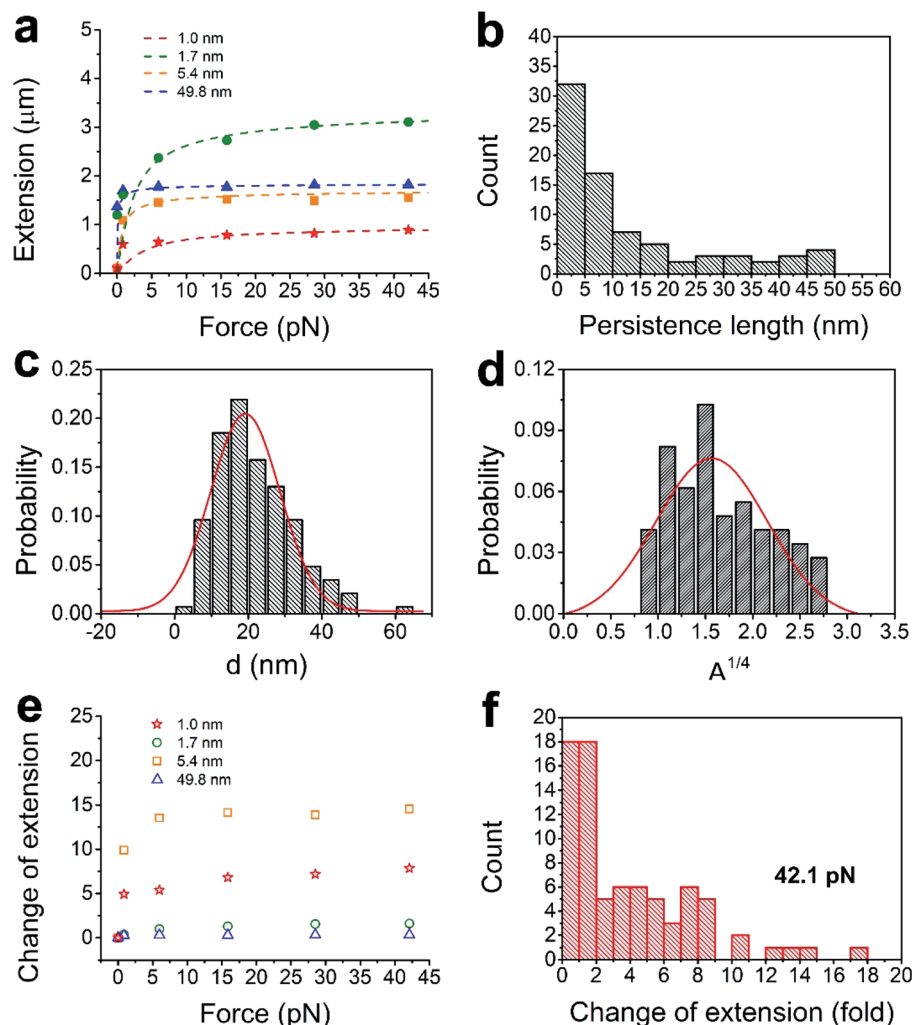 a
1.0 nm
1.7 nm
5.4 nm
49.8 nm
Extension (μm)
5
4
3
2
1
0
0 5 10 15 20 25 30 35 40 45
Force (pN)
b
Count
40
35
30
25
20
15
10
5
0
0 5 10 15 20 25 30 35 40 45 50 55 60
Persistence length (nm)
c
Probability
0.25
0.20
0.15
0.10
0.05
0.00
-20 0 20 40 60
d (nm)
d
Probability
0.12
0.09
0.06
0.03
0.00
0.0 0.5 1.0 1.5 2.0 2.5 3.0 3.5
A^{1/4}
e
1.0 nm
1.7 nm
5.4 nm
49.8 nm
Change of extension
25
20
15
10
5
0
0 5 10 15 20 25 30 35 40 45
Force (pN)
f
Count
20
18
16
14
12
10
8
6
4
2
0
42.1 pN
0 2 4 6 8 10 12 14 16 18 20
Change of extension (fold)